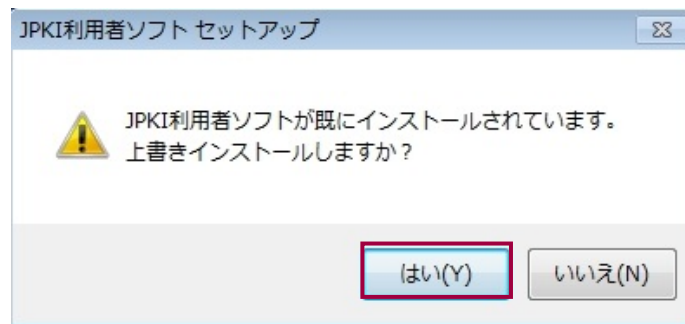 JPKI利用者ソフト セットアップ
JPKI利用者ソフトが既にインストールされています。
上書きインストールしますか？
はい(Y)
いいえ(N)